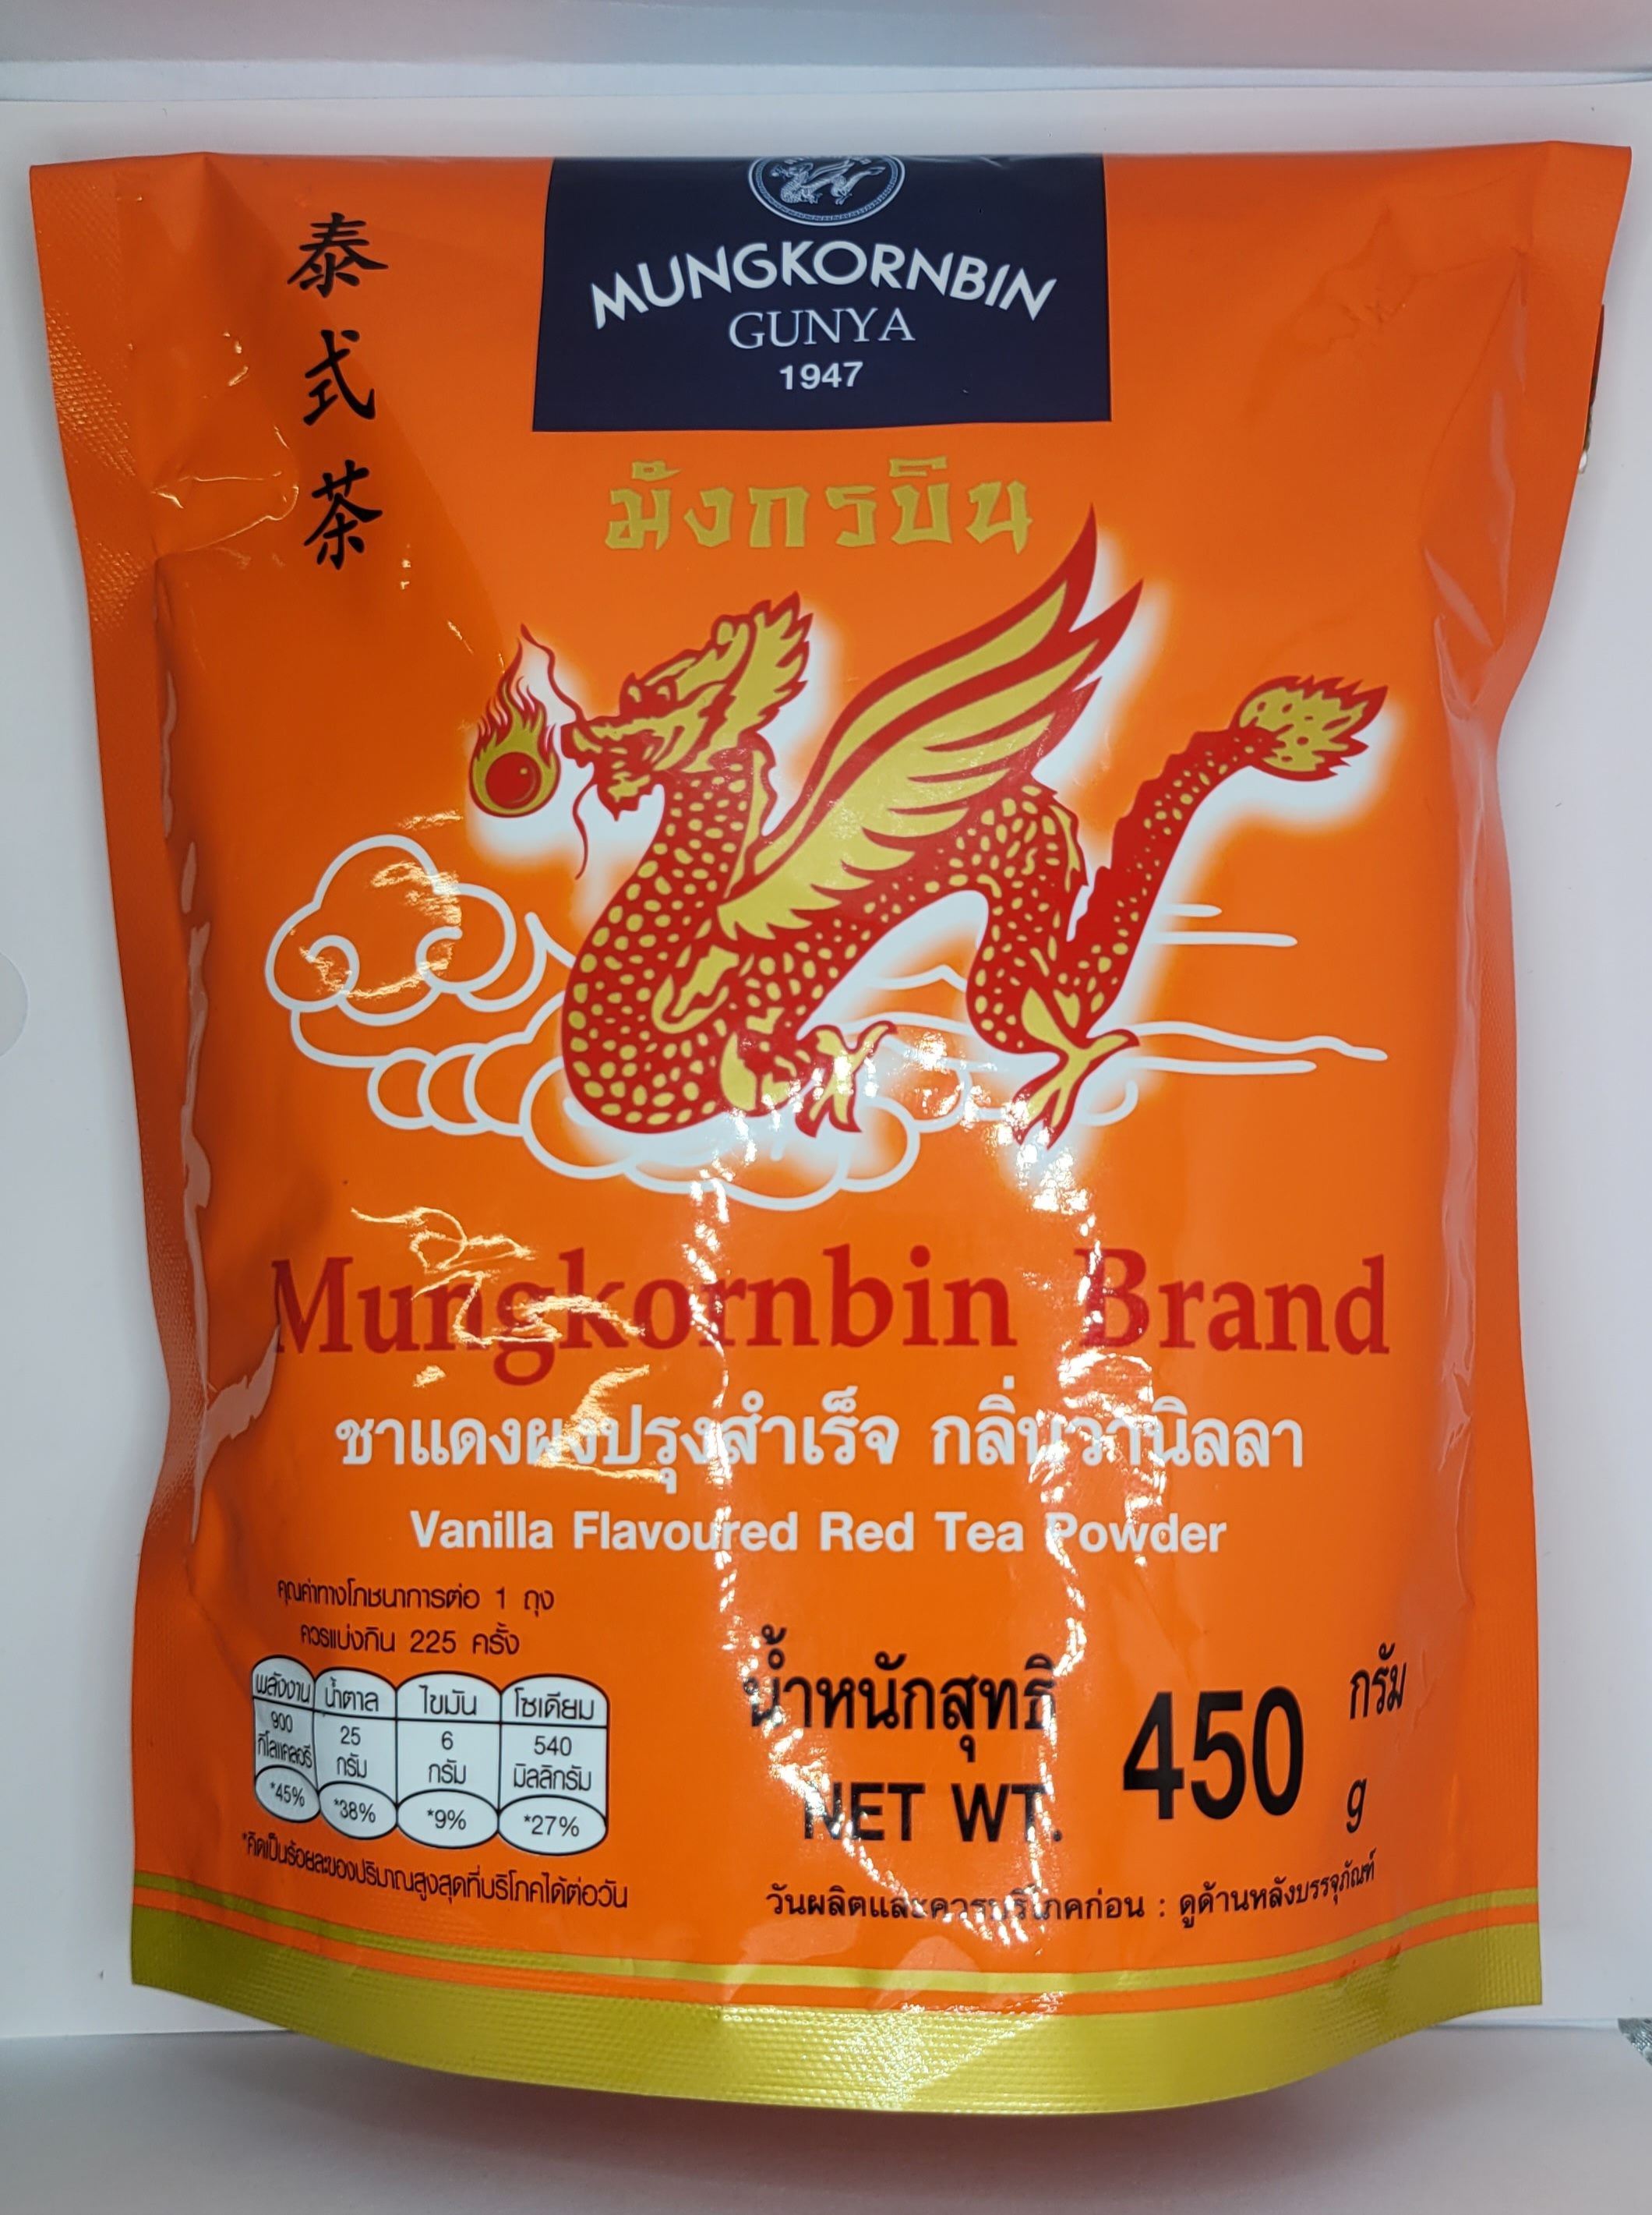 泰式茶
MUNGKORNBIN
GUNYA
1947
มังกรบิน
Mungkornbin Brand
ชาแดงผงปรุงสำเร็จ กลิ่นวานิลลา
Vanilla Flavoured Red Tea Powder
คุณค่าทางโภชนาการต่อ 1 ถุง
ควรแบ่งกิน 225 ครั้ง
พลังงาน น้ำตาล ไขมัน โซเดียม
900 25 6 540
กิโลแคลอรี กรัม กรัม มิลลิกรัม
*45% *38% *9% *27%
*คิดเป็นร้อยละของปริมาณสูงสุดที่บริโภคได้ต่อวัน
น้ำหนักสุทธิ 450 กรัม
NET WT. g
วันผลิตและควรบริโภคก่อน : ดูด้านหลังบรรจุภัณฑ์